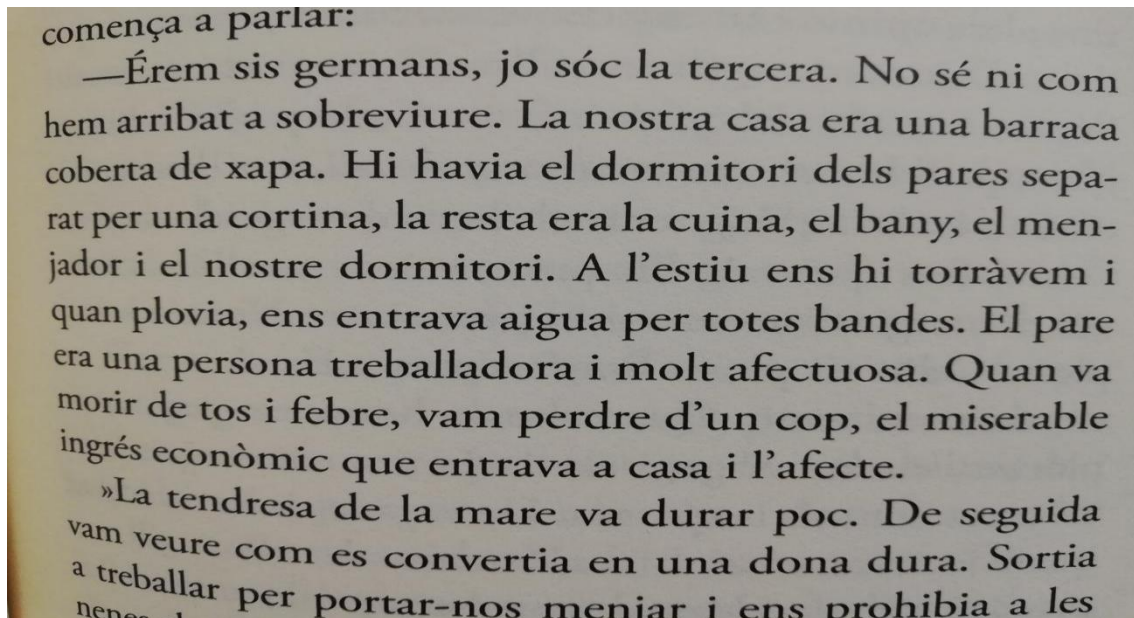 comença a parlar:
—Érem sis germans, jo sóc la tercera. No sé ni com
hem arribat a sobreviure. La nostra casa era una barraca
coberta de xapa. Hi havia el dormitori dels pares sepa-
rat per una cortina, la resta era la cuina, el bany, el men-
jador i el nostre dormitori. A l’estiu ens hi torràvem i
quan plovia, ens entrava aigua per totes bandes. El pare
era una persona treballadora i molt afectuosa. Quan va
morir de tos i febre, vam perdre d’un cop, el miserable
ingrés econòmic que entrava a casa i l’afecte.
»La tendresa de la mare va durar poc. De seguida
vam veure com es convertia en una dona dura. Sortia
a treballar per portar-nos menjar i ens prohibia a les